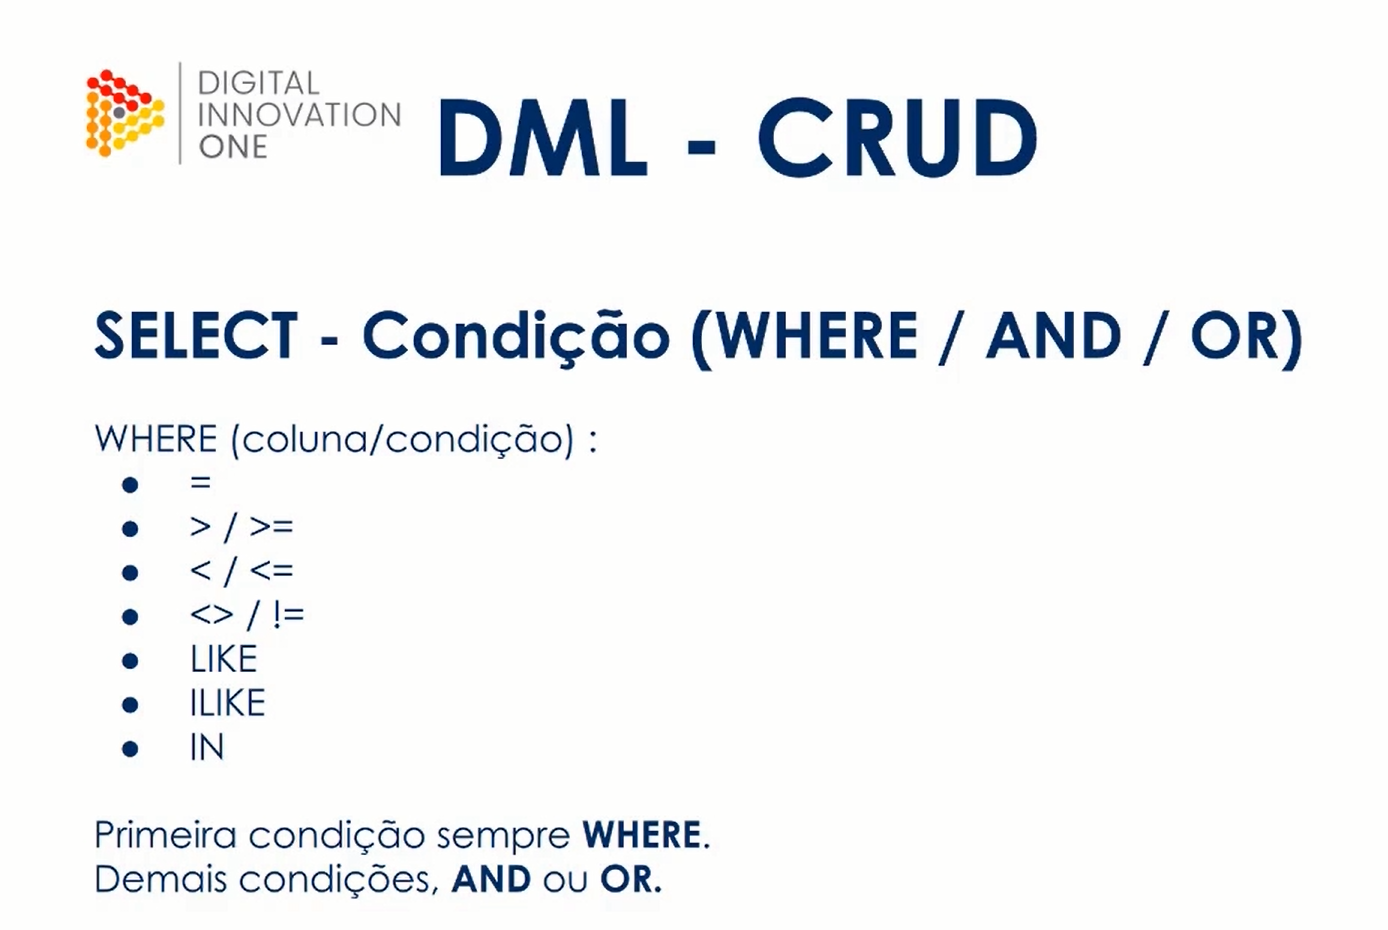 DIGITAL
INNOVATION
ONE
DML - CRUD
SELECT - Condição (WHERE / AND / OR)
WHERE (coluna/condição) :
● =
● > / >=
● < / <=
● <> / !=
● LIKE
● ILIKE
● IN
Primeira condição sempre WHERE.
Demais condições, AND ou OR.